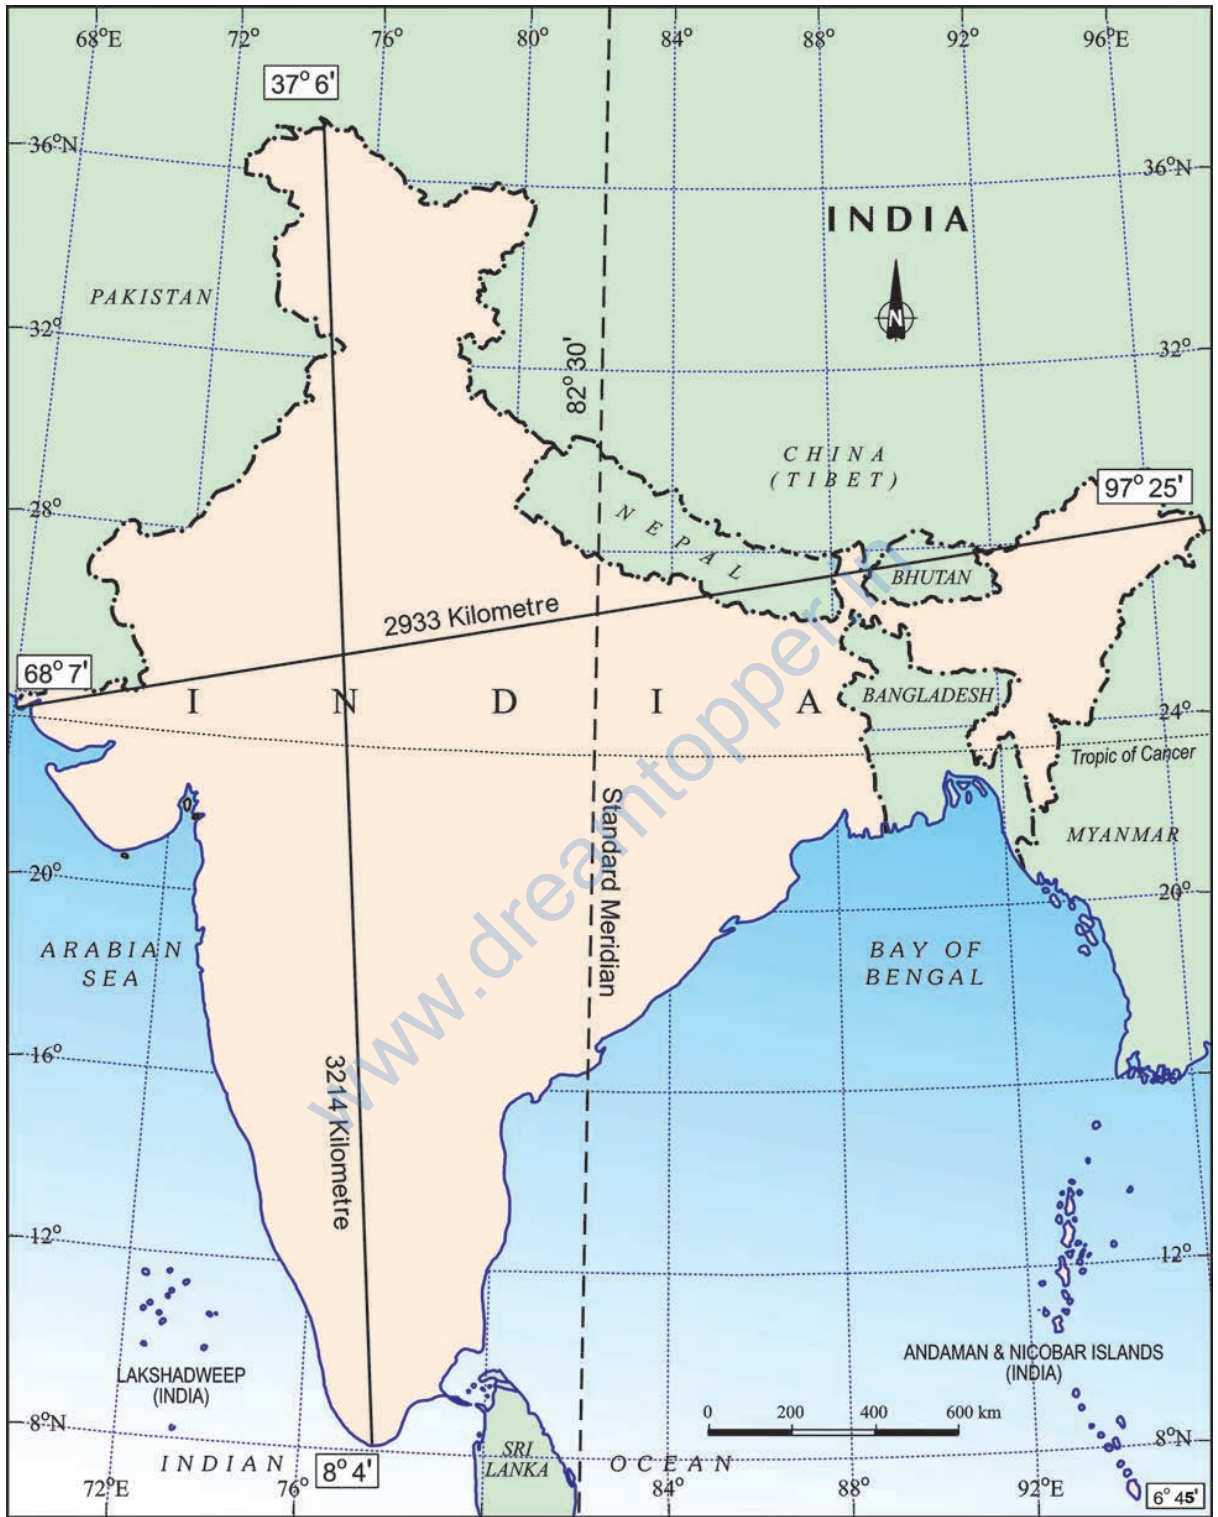 68°E 72° 76° 80° 84° 88° 92° 96°E
37° 6'
36°N
36°N
INDIA
N
PAKISTAN
32°
32°
82° 30'
CHINA
(TIBET)
97° 25'
28°
NEPAL
BHUTAN
2933 Kilometre
68° 7'
I N D I A
BANGLADESH
24°
Tropic of Cancer
Standard Meridian
MYANMAR
20°
20°
ARABIAN
SEA
BAY OF
BENGAL
www.dreamtopper.in
16°
3214 Kilometre
12°
12°
LAKSHADWEEP
(INDIA)
ANDAMAN & NICOBAR ISLANDS
(INDIA)
0 200 400 600 km
8°N
8°N
INDIAN
8° 4'
SRI
LANKA
OCEAN
72°E 76° 84° 88° 92°E
6° 45'